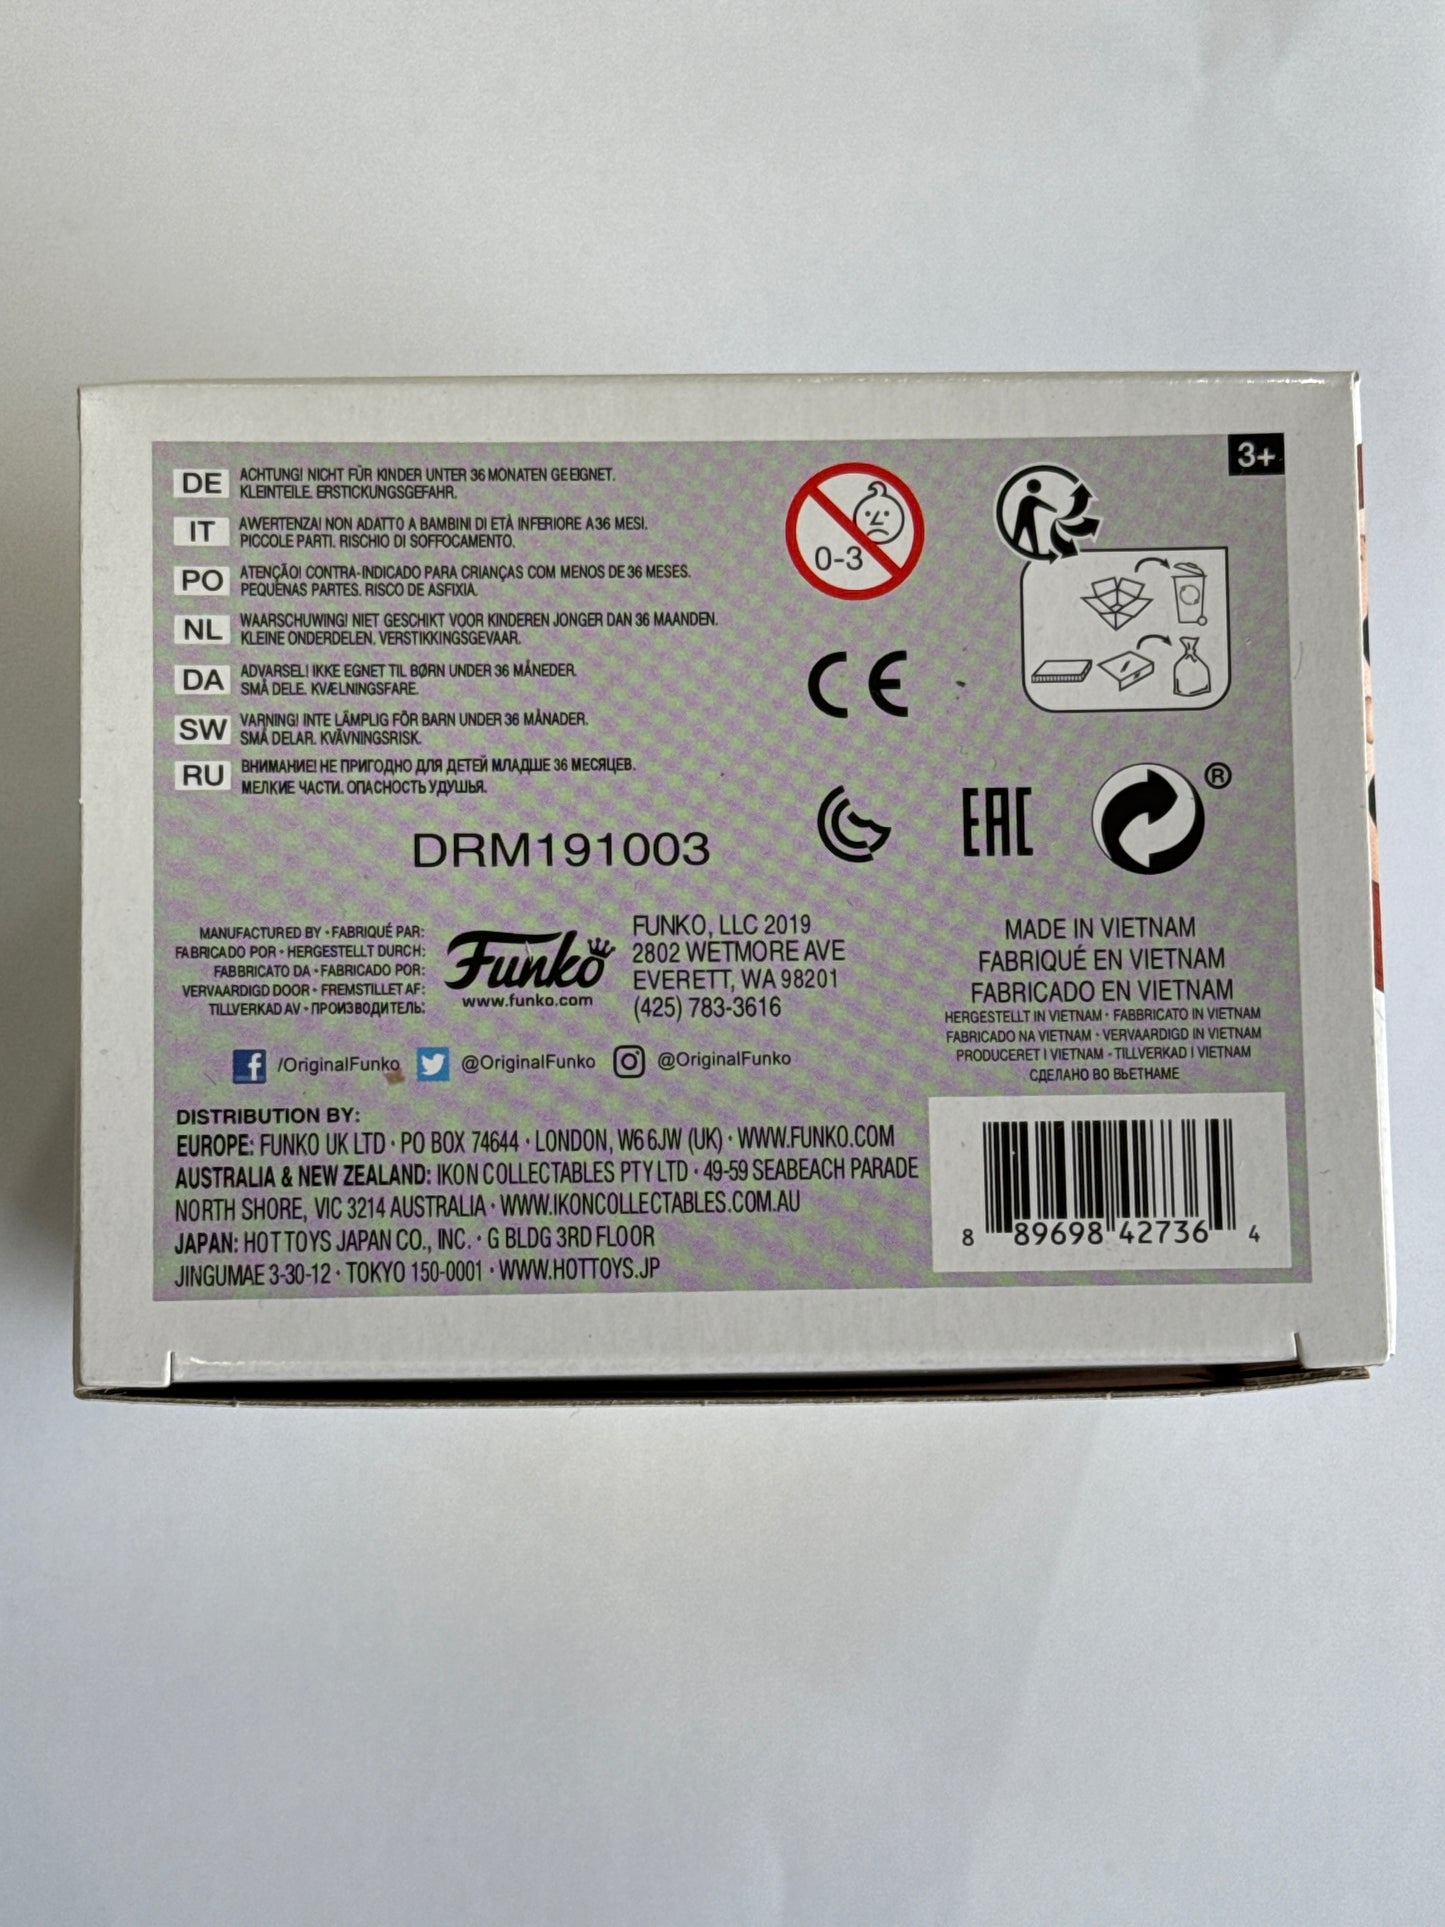 3+
DE ACHTUNG! NICHT FÜR KINDER UNTER 36 MONATEN GEEIGNET.
KLEINTEILE. ERSTICKUNGSGEFAHR.
IT AWERTENZA! NON ADATTO A BAMBINI DI ETÀ INFERIORE A 36 MESI.
PICCOLE PARTI. RISCHIO DI SOFFOCAMENTO.
PO ATENÇÃO! CONTRA-INDICADO PARA CRIANÇAS COM MENOS DE 36 MESES.
PEQUENAS PARTES. RISCO DE ASFIXIA.
NL WAARSCHUWING! NIET GESCHIKT VOOR KINDEREN JONGER DAN 36 MAANDEN.
KLEINE ONDERDELEN. VERSTIKKINGSGEVAAR.
DA ADVARSEL! IKKE EGNET TIL BØRN UNDER 36 MÅNEDER.
SMÅ DELE. KVÆLNINGSFARE.
SW VARNING! INTE LÄMPLIG FÖR BARN UNDER 36 MÅNADER.
SMÅ DELAR. KVÄVNINGSRISK.
RU ВНИМАНИЕ! НЕ ПРИГОДНО ДЛЯ ДЕТЕЙ МЛАДШЕ 36 МЕСЯЦЕВ.
МЕЛКИЕ ЧАСТИ. ОПАСНОСТЬ УДУШЬЯ.
0-3
CE
EAC
®
DRM191003
MANUFACTURED BY • FABRIQUÉ PAR:
FABRICADO POR • HERGESTELLT DURCH:
FABBRICATO DA • FABRICADO POR:
VERVAARDIGD DOOR • FREMSTILLET AF:
TILLVERKAD AV • ПРОИЗВОДИТЕЛЬ:
Funko
www.funko.com
FUNKO, LLC 2019
2802 WETMORE AVE
EVERETT, WA 98201
(425) 783-3616
MADE IN VIETNAM
FABRIQUÉ EN VIETNAM
FABRICADO EN VIETNAM
HERGESTELLT IN VIETNAM • FABBRICATO IN VIETNAM
FABRICADO NA VIETNAM • VERVAARDIGD IN VIETNAM
PRODUCERET I VIETNAM • TILLVERKAD I VIETNAM
СДЕЛАНО ВО ВЬЕТНАМЕ
/OriginalFunko @OriginalFunko @OriginalFunko
DISTRIBUTION BY:
EUROPE: FUNKO UK LTD • PO BOX 74644 • LONDON, W6 6JW (UK) • WWW.FUNKO.COM
AUSTRALIA & NEW ZEALAND: IKON COLLECTABLES PTY LTD • 49-59 SEABEACH PARADE
NORTH SHORE, VIC 3214 AUSTRALIA • WWW.IKONCOLLECTABLES.COM.AU
JAPAN: HOT TOYS JAPAN CO., INC. • G BLDG 3RD FLOOR
JINGUMAE 3-30-12 • TOKYO 150-0001 • WWW.HOTTOYS.JP
8 89698 42736 4